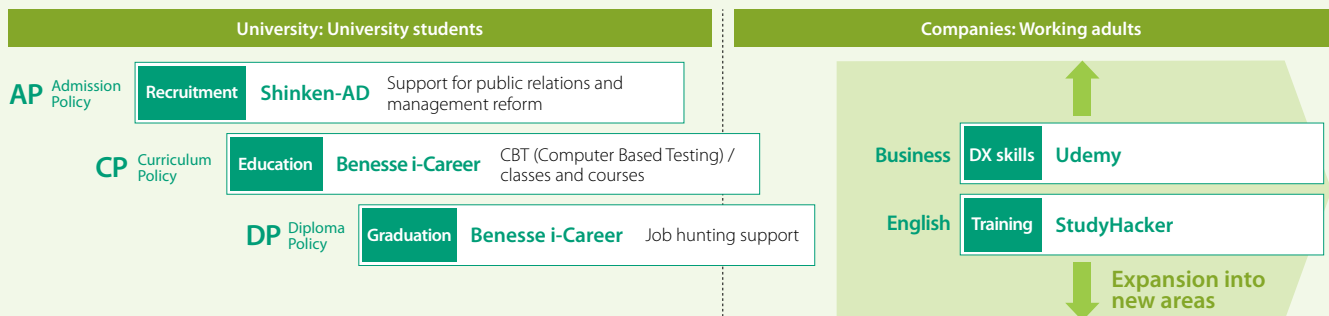 University: University students
AP Admission
Policy
Recruitment
Shinken-AD
Support for public relations and
management reform
CP Curriculum
Policy
Education
Benesse i-Career
CBT (Computer Based Testing) /
classes and courses
DP Diploma
Policy
Graduation
Benesse i-Career
Job hunting support
Companies: Working adults
Business
DX skills
Udemy
English
Training
StudyHacker
Expansion into
new areas